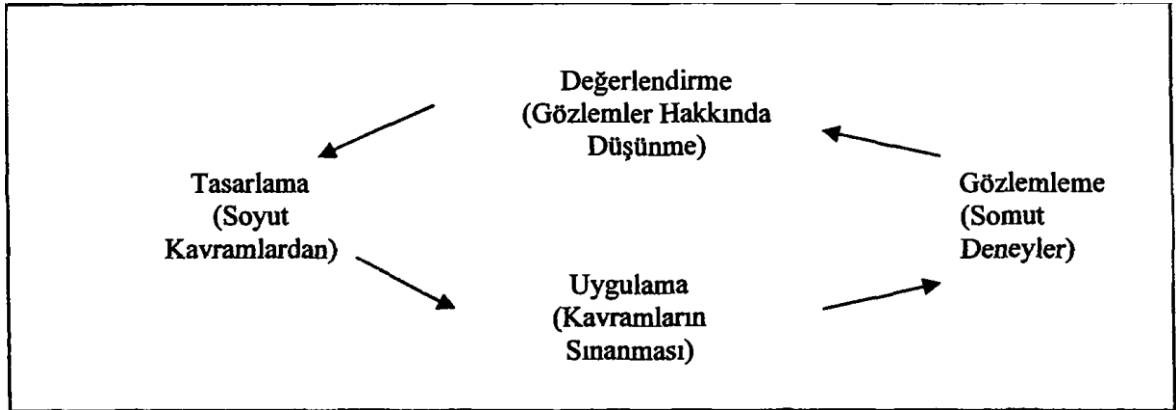 Değerlendirme
(Gözlemler Hakkında
Düşünme)
Tasarlama
(Soyut
Kavramlardan)
Gözlemleme
(Somut
Deneyler)
Uygulama
(Kavramların
Sınanması)